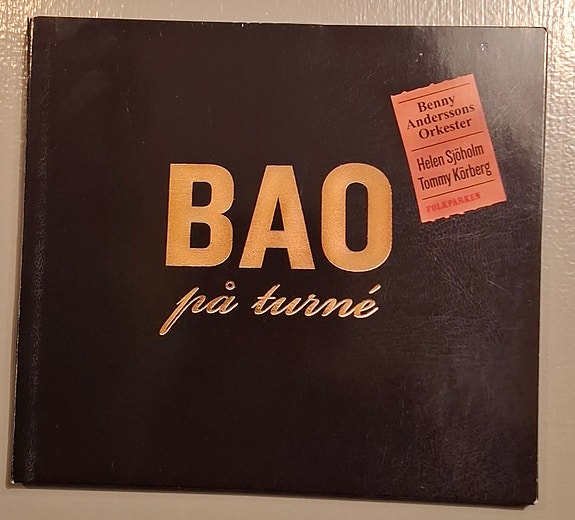 BAO
på turné
Benny
Anderssons
Orkester
Helen Sjöholm
Tommy Körberg
FOLKPARKEN